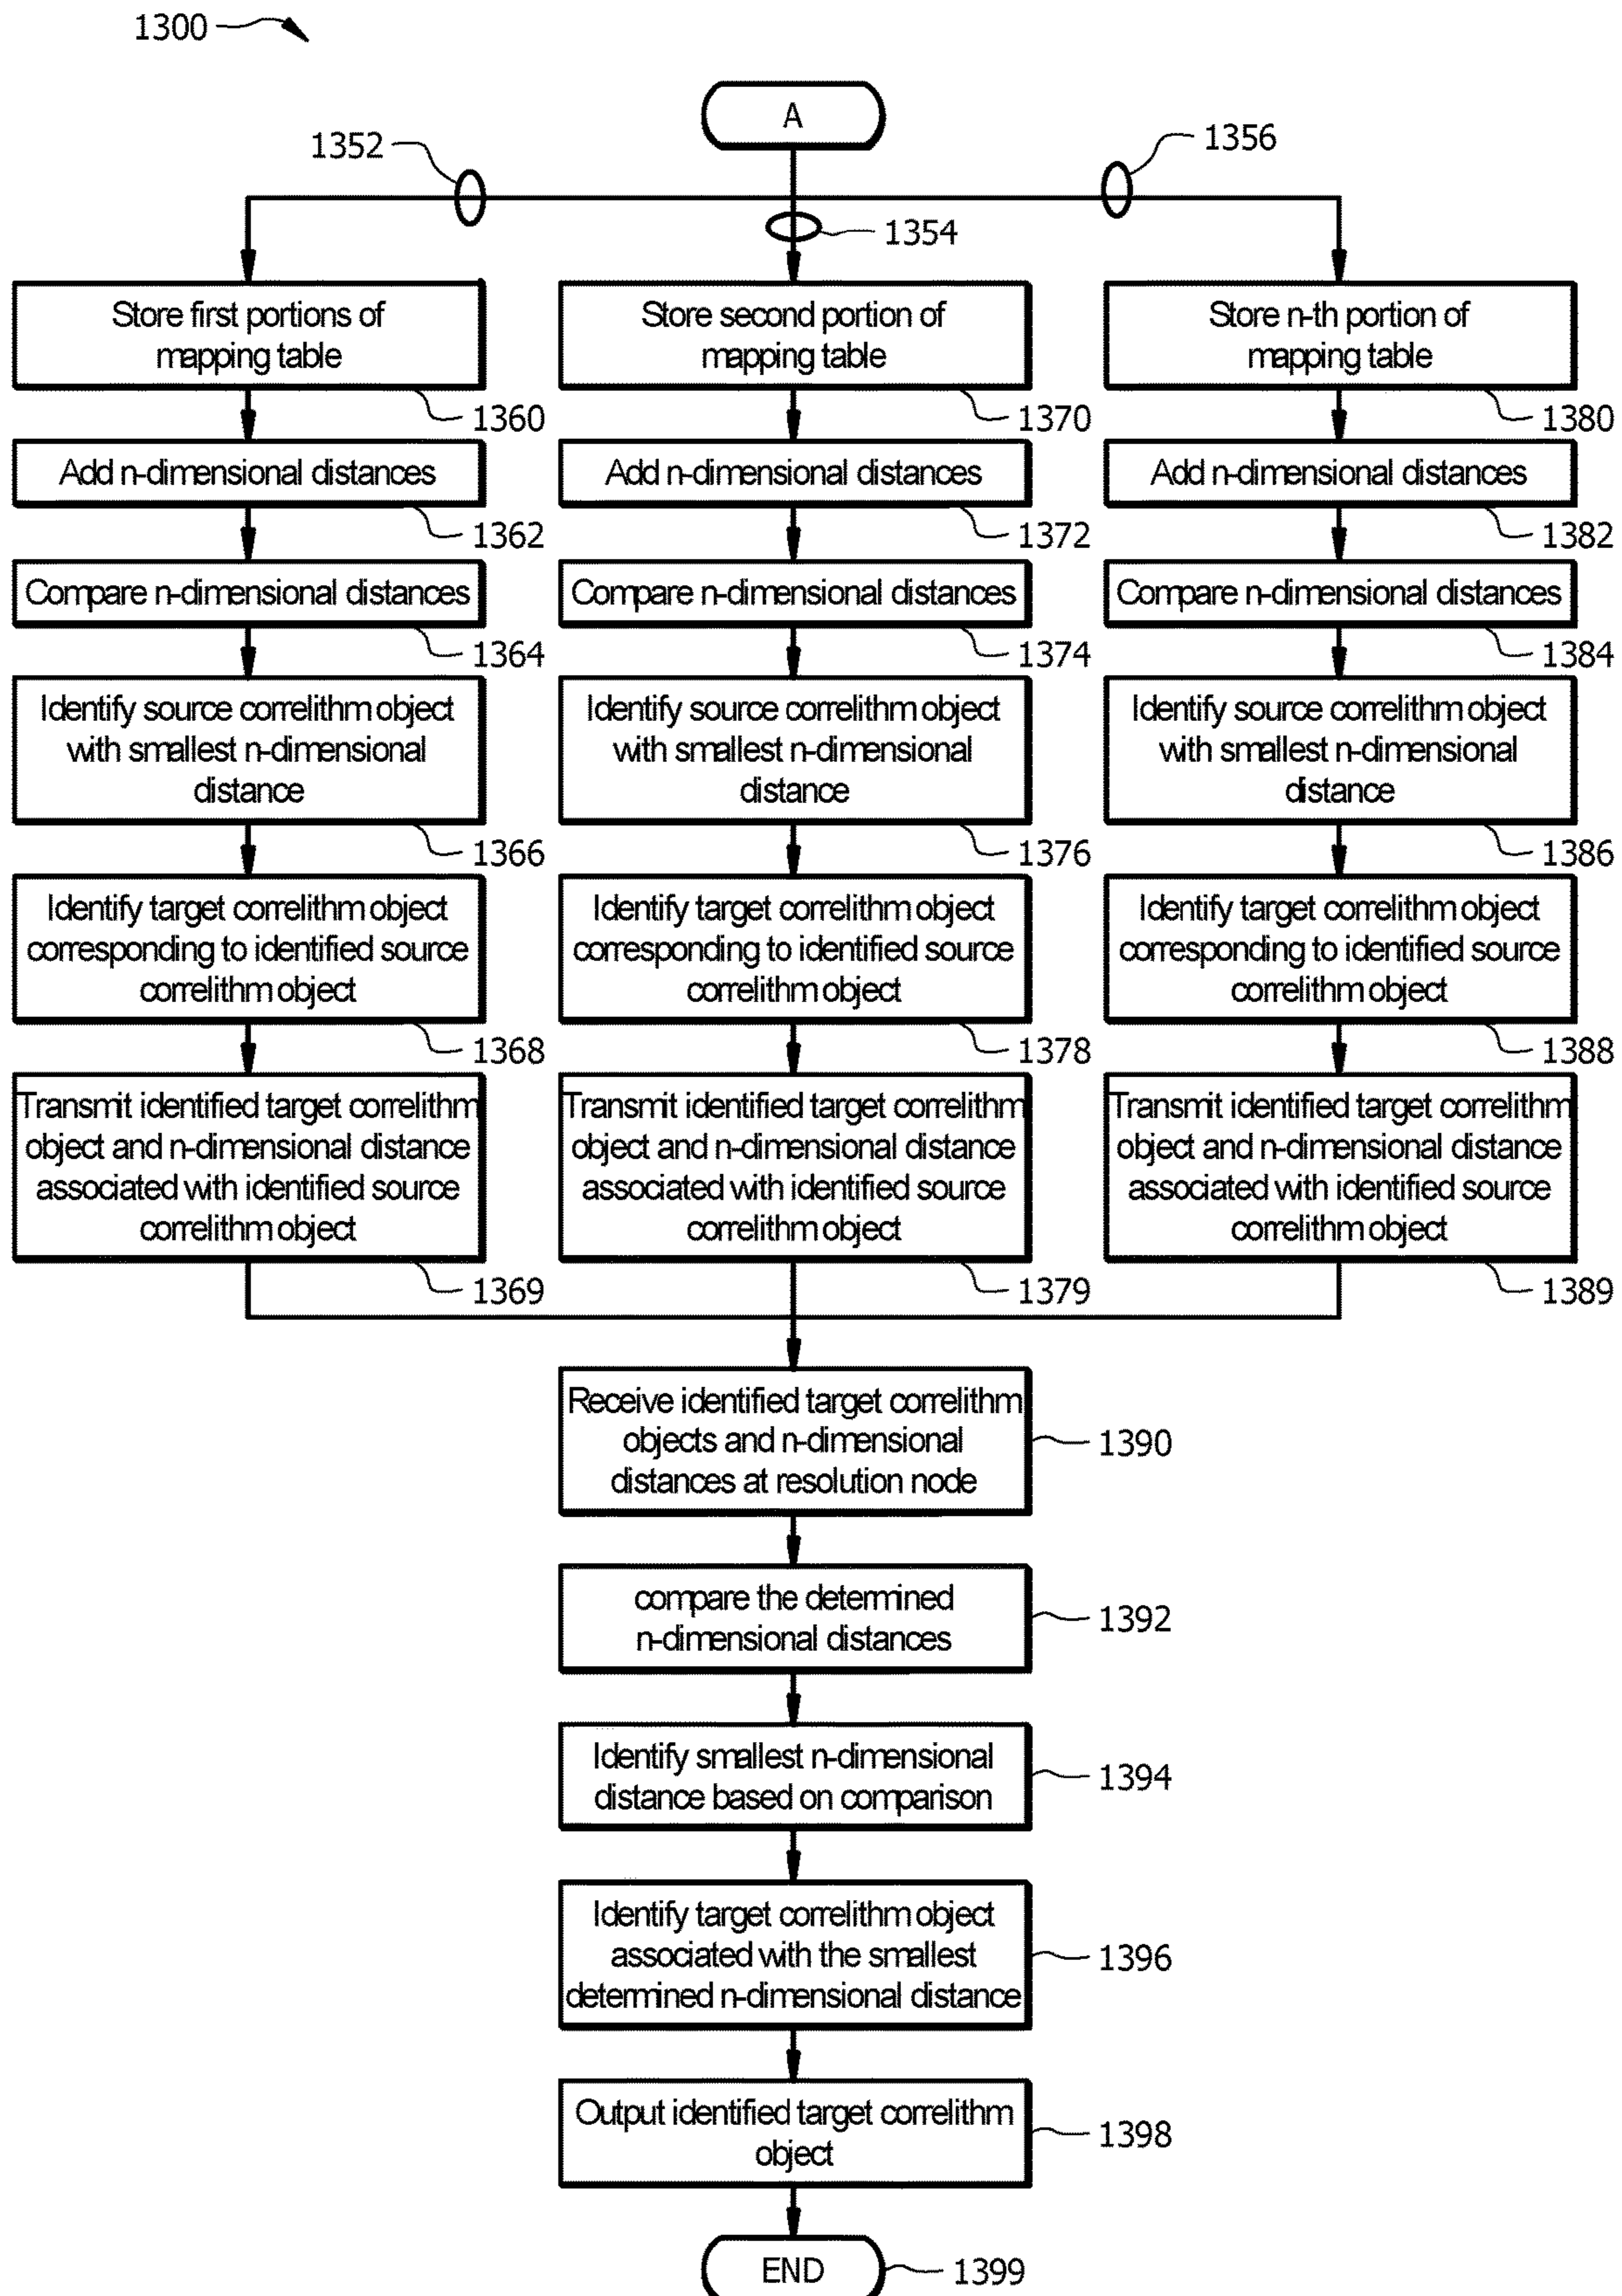 1300
A
1352
1356
1354
Store first portions of
mapping table
1360
Store second portion of
mapping table
1370
Store n-th portion of
mapping table
1380
Add n-dimensional distances
1362
Add n-dimensional distances
1372
Add n-dimensional distances
1382
Compare n-dimensional distances
1364
Compare n-dimensional distances
1374
Compare n-dimensional distances
1384
Identify source correlithm object
with smallest n-dimensional
distance
1366
Identify source correlithm object
with smallest n-dimensional
distance
1376
Identify source correlithm object
with smallest n-dimensional
distance
1386
Identify target correlithm object
corresponding to identified source
correlithm object
1368
Identify target correlithm object
corresponding to identified source
correlithm object
1378
Identify target correlithm object
corresponding to identified source
correlithm object
1388
Transmit identified target correlithm
object and n-dimensional distance
associated with identified source
correlithm object
1369
Transmit identified target correlithm
object and n-dimensional distance
associated with identified source
correlithm object
1379
Transmit identified target correlithm
object and n-dimensional distance
associated with identified source
correlithm object
1389
Receive identified target correlithm
objects and n-dimensional
distances at resolution node
1390
compare the determined
n-dimensional distances
1392
Identify smallest n-dimensional
distance based on comparison
1394
Identify target correlithm object
associated with the smallest
determined n-dimensional distance
1396
Output identified target correlithm
object
1398
END
1399